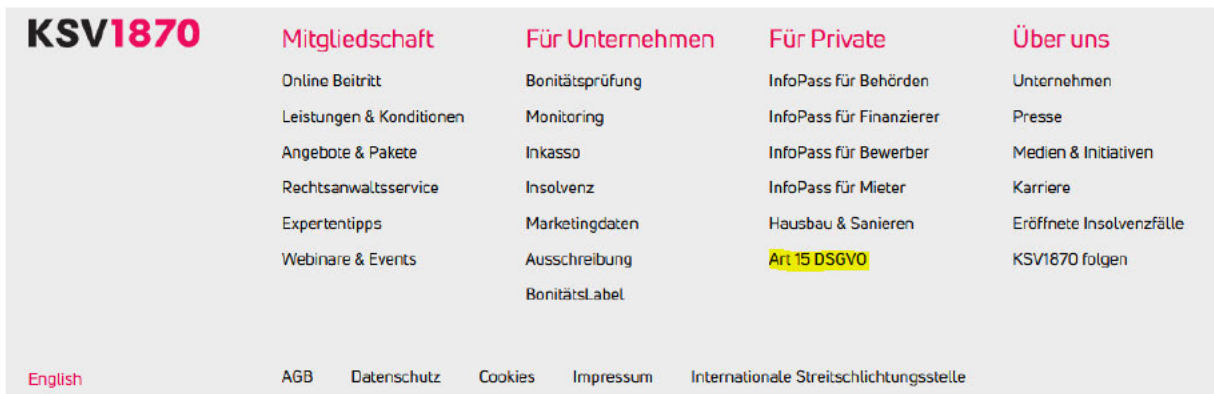 KSV1870
Mitgliedschaft
Online Beitritt
Leistungen & Konditionen
Angebote & Pakete
Rechtsanwaltsservice
Expertentipps
Webinare & Events
Für Unternehmen
Bonitätsprüfung
Monitoring
Inkasso
Insolvenz
Marketingdaten
Ausschreibung
BonitätsLabel
Für Private
InfoPass für Behörden
InfoPass für Finanzierer
InfoPass für Bewerber
InfoPass für Mieter
Hausbau & Sanieren
Art 15 DSGVO
Über uns
Unternehmen
Presse
Medien & Initiativen
Karriere
Eröffnete Insolvenzfälle
KSV1870 folgen
English
AGB Datenschutz Cookies Impressum Internationale Streitschlichtungsstelle